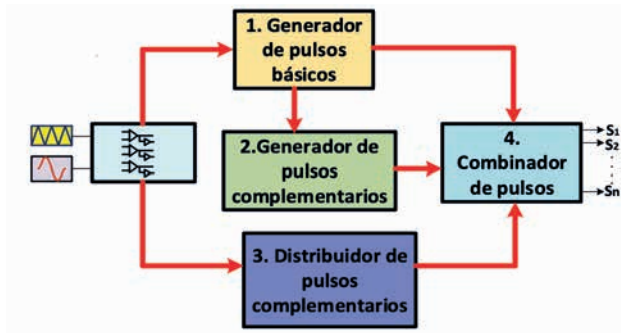 1. Generador
de pulsos
básicos
2.Generador de
pulsos
complementarios
3. Distribuidor de
pulsos
complementarios
4.
Combinador
de pulsos
S1
S2
Sn